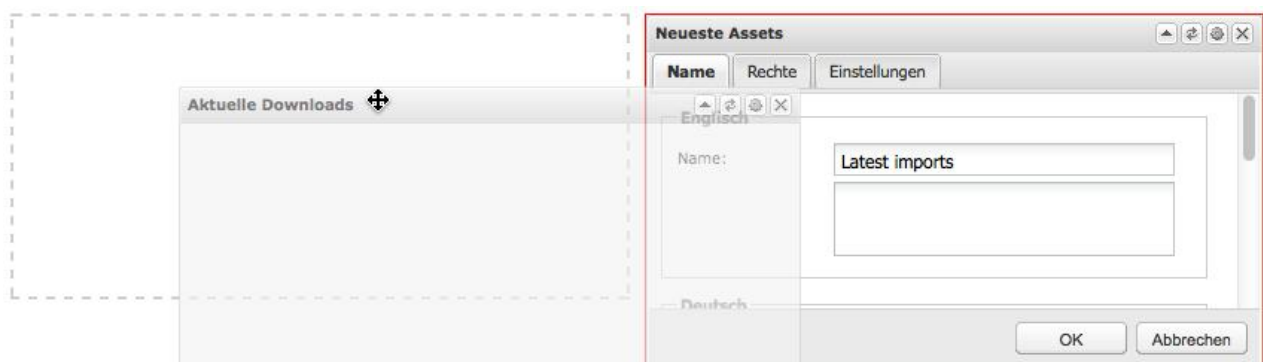 Neueste Assets
Name Rechte Einstellungen
Aktuelle Downloads
Englisch
Name: Latest imports
Deutsch
OK Abbrechen